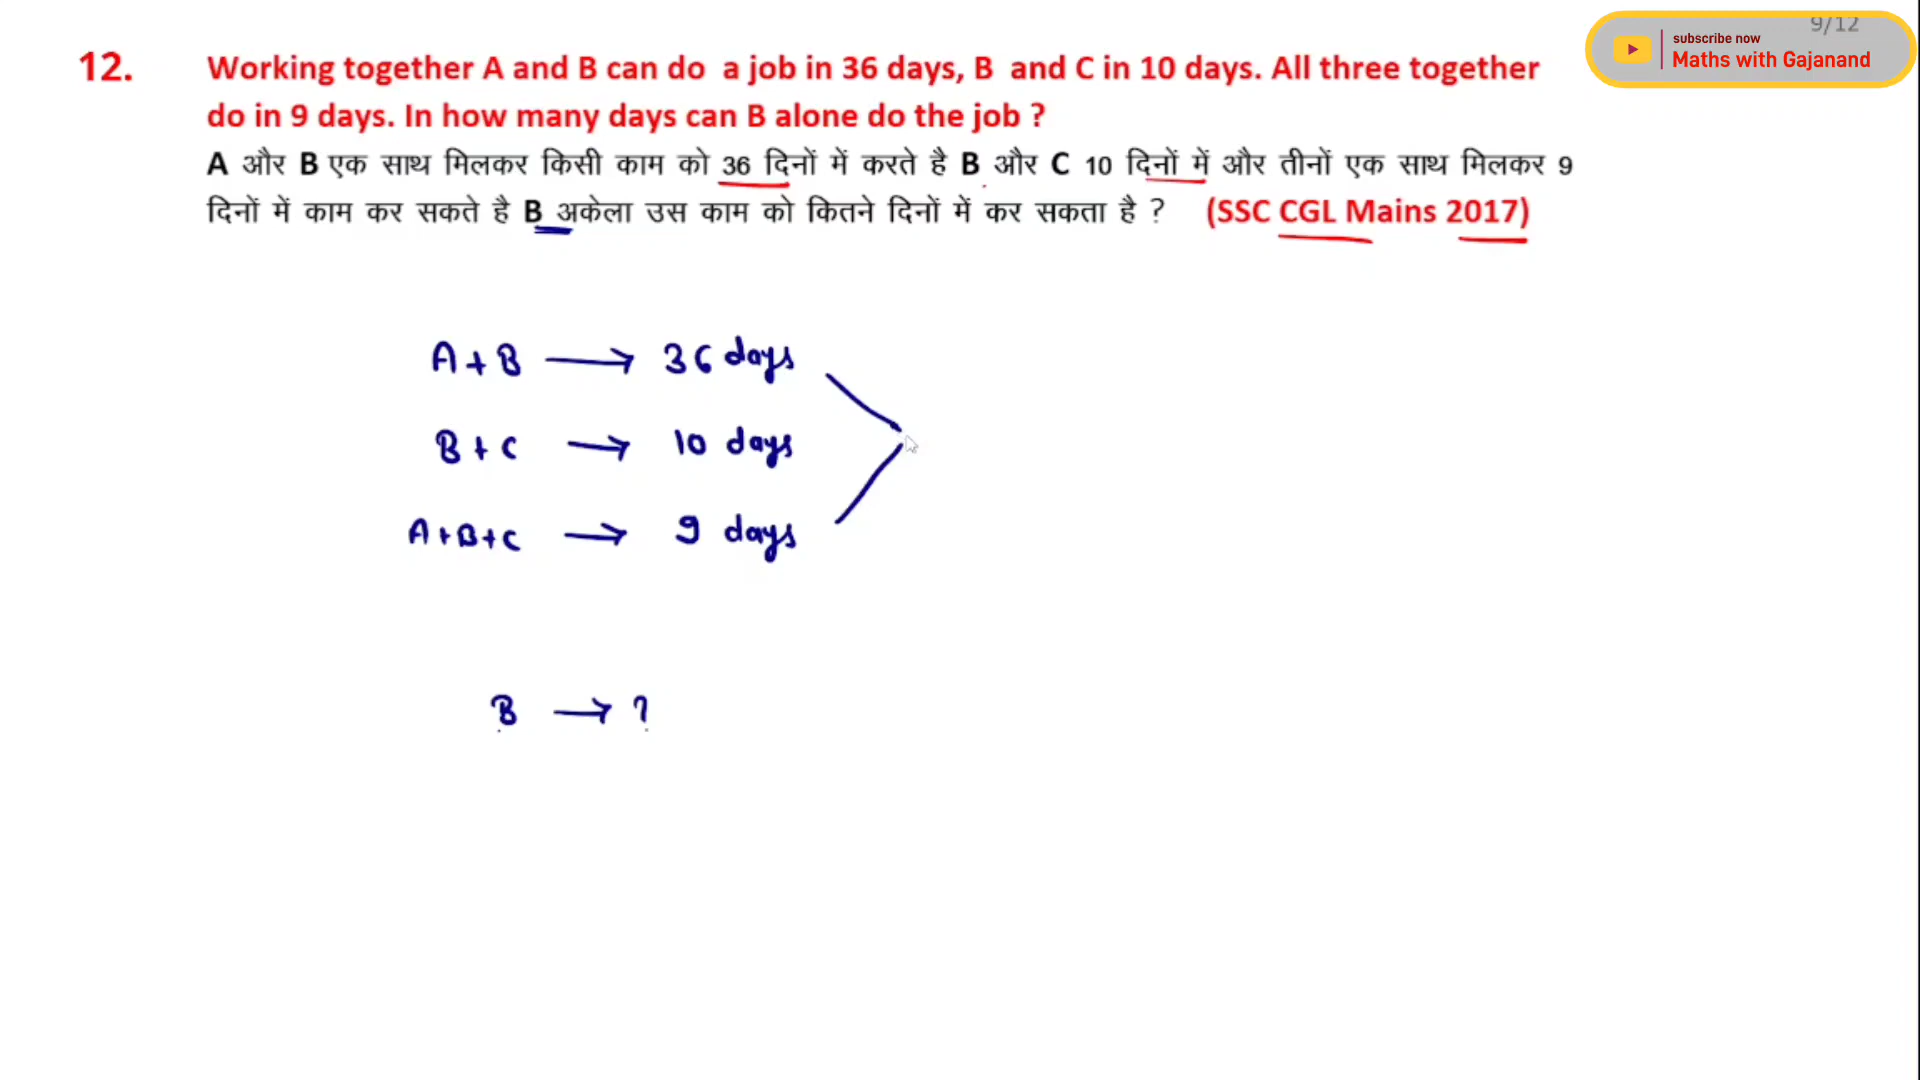 9/12
subscribe now
Maths with Gajanand
12. Working together A and B can do a job in 36 days, B and C in 10 days. All three together
do in 9 days. In how many days can B alone do the job ?
A और B एक साथ मिलकर किसी काम को 36 दिनों में करते है B और C 10 दिनों में और तीनों एक साथ मिलकर 9
दिनों में काम कर सकते है B अकेला उस काम को कितने दिनों में कर सकता है ? (SSC CGL Mains 2017)
A + B → 36 days
B + C → 10 days
A+B+C → 9 days
B → ?